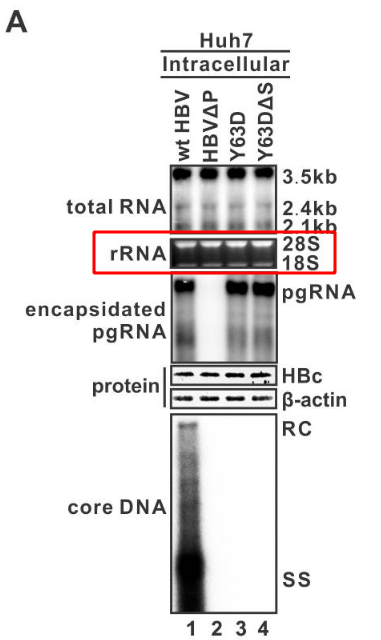 A
Huh7
Intracellular
wt HBV
HBVΔP
Y63D
Y63DΔS
3.5kb
total RNA
2.4kb
2.1kb
rRNA
28S
18S
pgRNA
encapsidated
pgRNA
protein
HBc
β-actin
RC
core DNA
SS
1 2 3 4